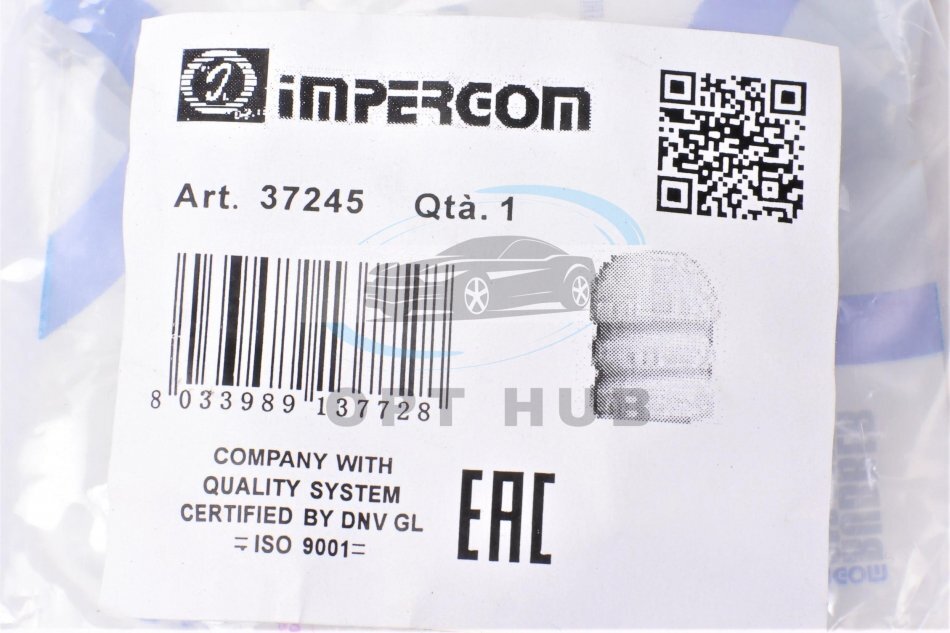 IMPERGOM
Art. 37245 Qtà. 1
8 033989 137728
OPT HUB
COMPANY WITH
QUALITY SYSTEM
CERTIFIED BY DNV GL
= ISO 9001 =
EAC
RUBBER